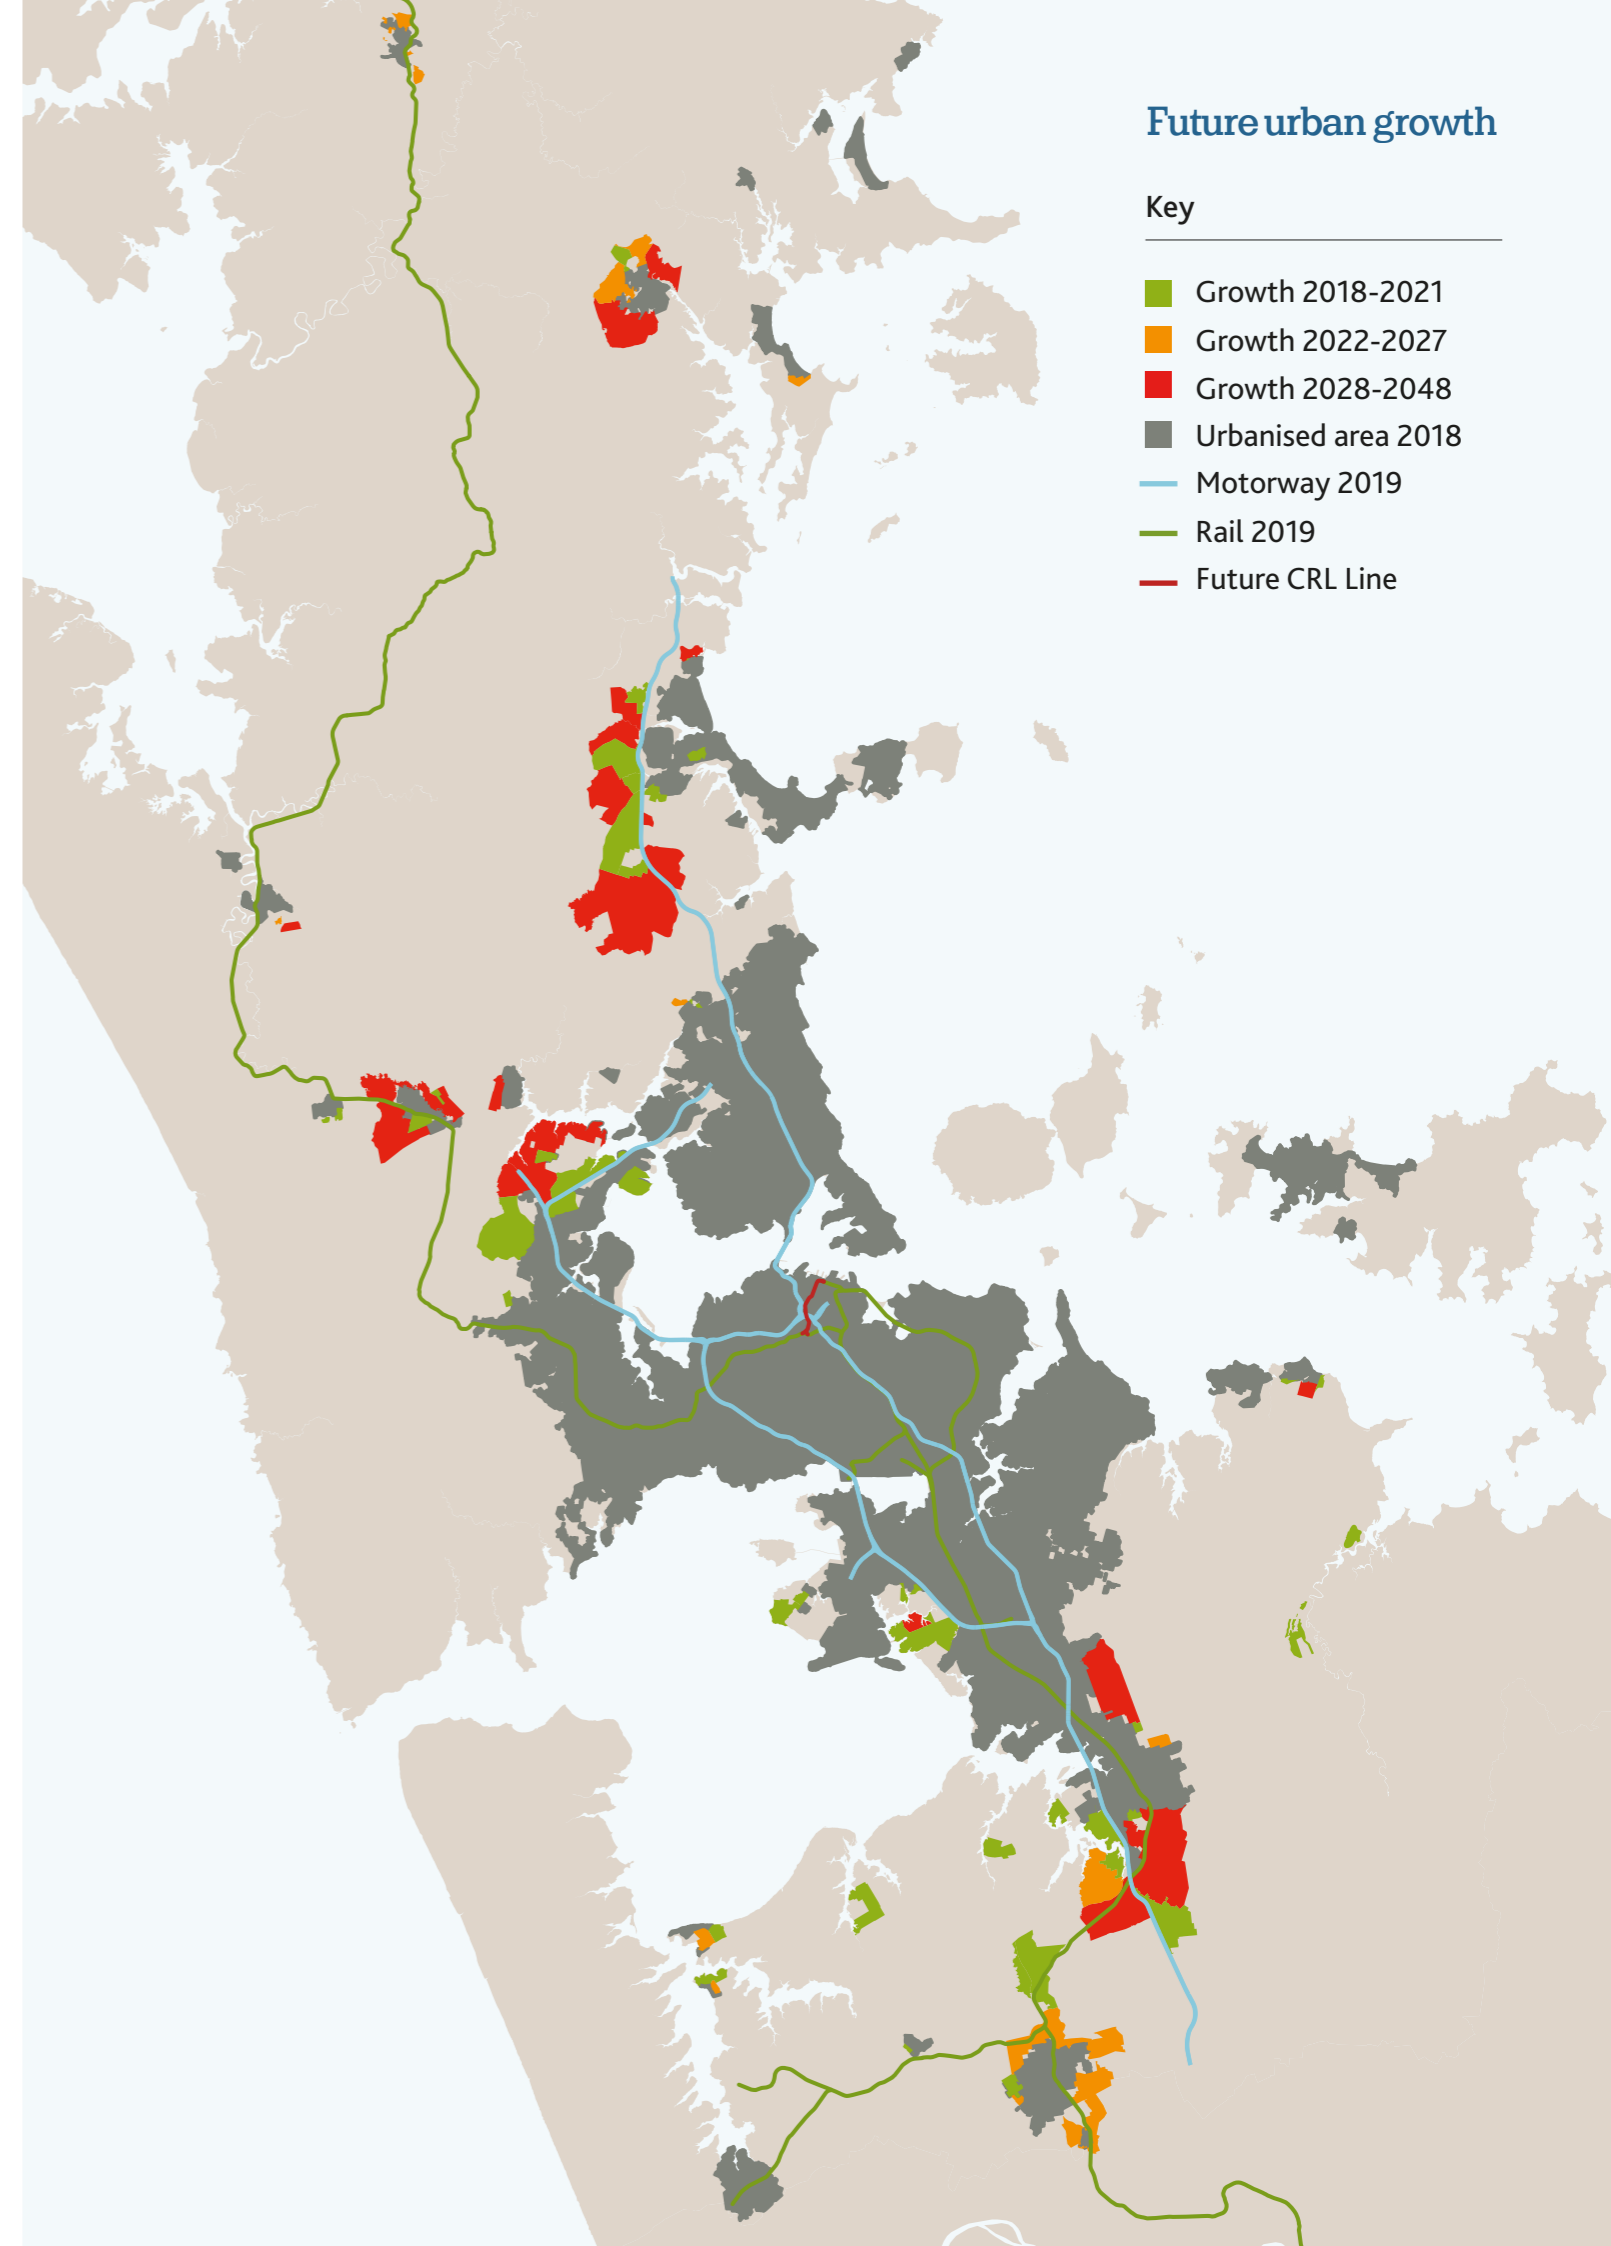 Future urban growth
Key
Growth 2018-2021
Growth 2022-2027
Growth 2028-2048
Urbanised area 2018
Motorway 2019
Rail 2019
Future CRL Line